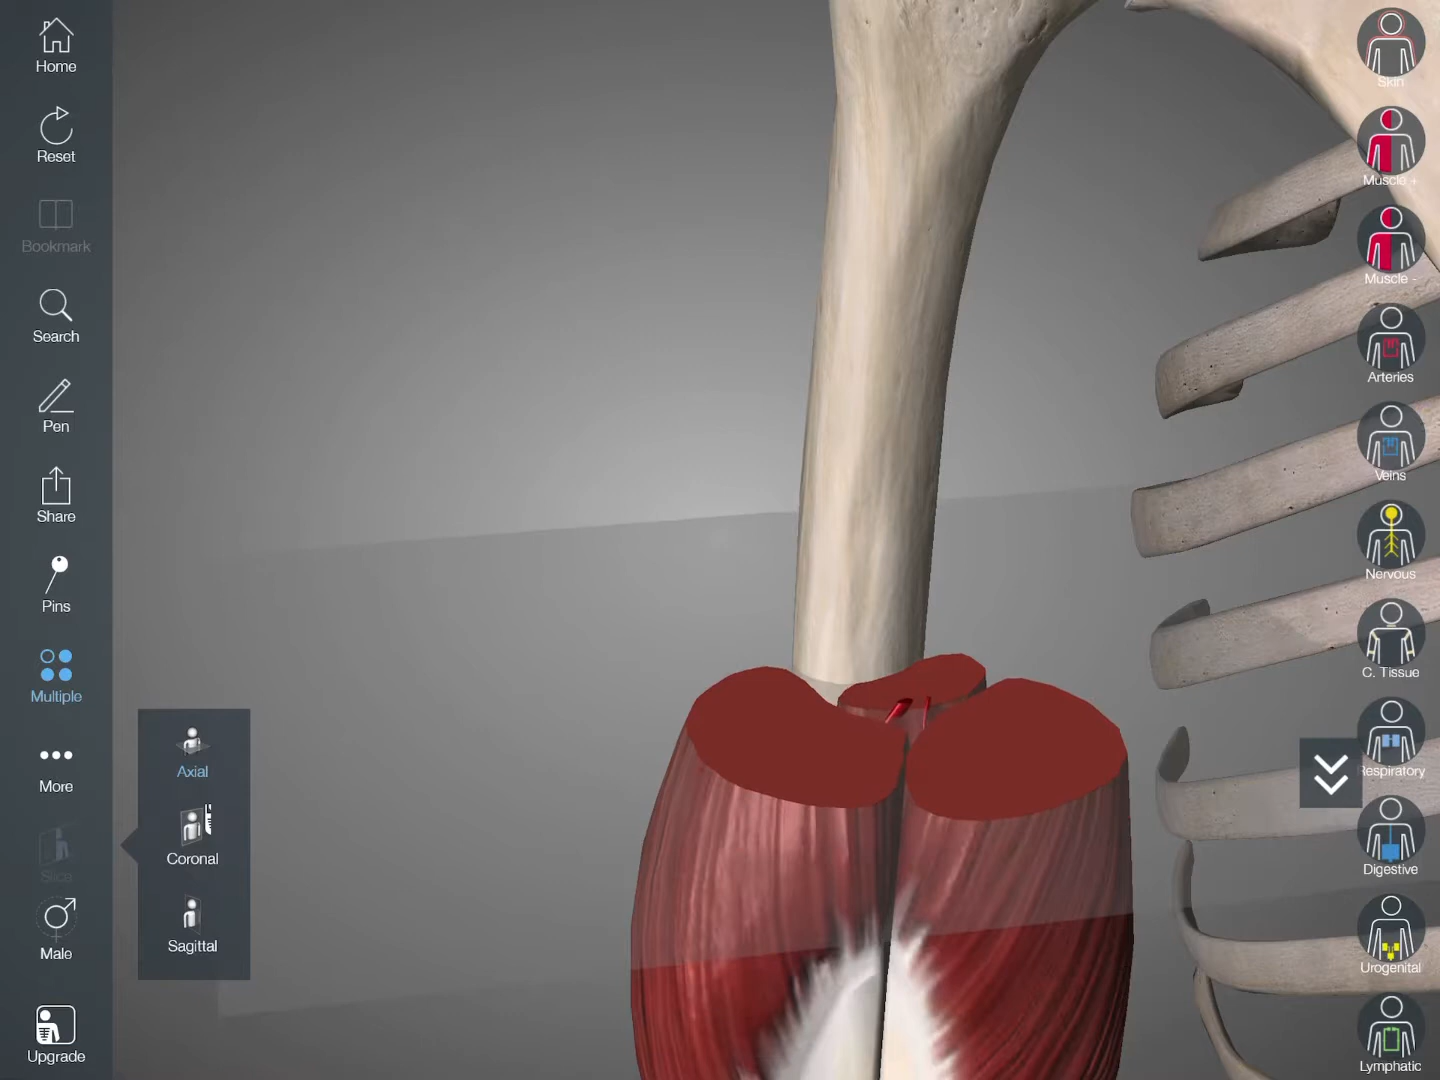 Home
Reset
Bookmark
Search
Pen
Share
Pins
Multiple
More
Slice
Male
Upgrade
Axial
Coronal
Sagittal
Skin
Muscle +
Muscle -
Arteries
Veins
Nervous
C. Tissue
Respiratory
Digestive
Urogenital
Lymphatic